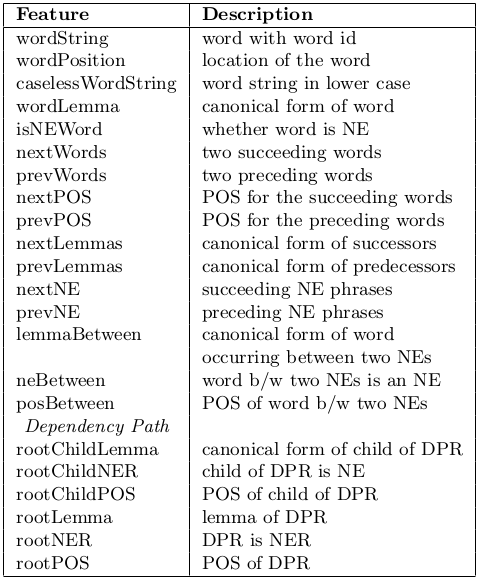 Feature Description
wordString word with word id
wordPosition location of the word
caselessWordString word string in lower case
wordLemma canonical form of word
isNEWord whether word is NE
nextWords two succeeding words
prevWords two preceding words
nextPOS POS for the succeeding words
prevPOS POS for the preceding words
nextLemmas canonical form of successors
prevLemmas canonical form of predecessors
nextNE succeeding NE phrases
prevNE preceding NE phrases
lemmaBetween canonical form of word
occurring between two NEs
neBetween word b/w two NEs is an NE
posBetween POS of word b/w two NEs
Dependency Path
rootChildLemma canonical form of child of DPR
rootChildNER child of DPR is NE
rootChildPOS POS of child of DPR
rootLemma lemma of DPR
rootNER DPR is NER
rootPOS POS of DPR